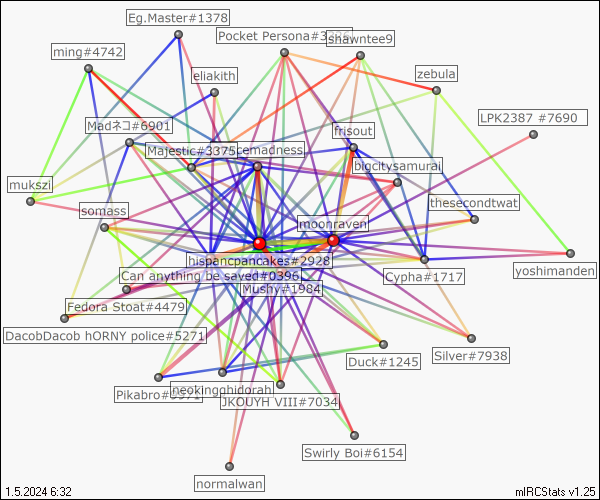 Eg.Master#1378
Pocket Persona#3
shawntee9
ming#4742
eliakith
zebula
LPK2387 #7690
Madネコ#6901
frisout
Majestic#3375
cemadness
bigcitysamurai
mukszi
thesecondtwat
somass
moonraven
hispancpancakes#2928
Can anything be saved#0396
Cypha#1717
yoshimanden
Mushy#1984
Fedora Stoat#4479
DacobDacob hORNY police#5271
Silver#7938
Duck#1245
Pikabro#
neokingghidorah
JKOUYH VIII#7034
Swirly Boi#6154
normalwan
1.5.2024 6:32
mIRCStats v1.25